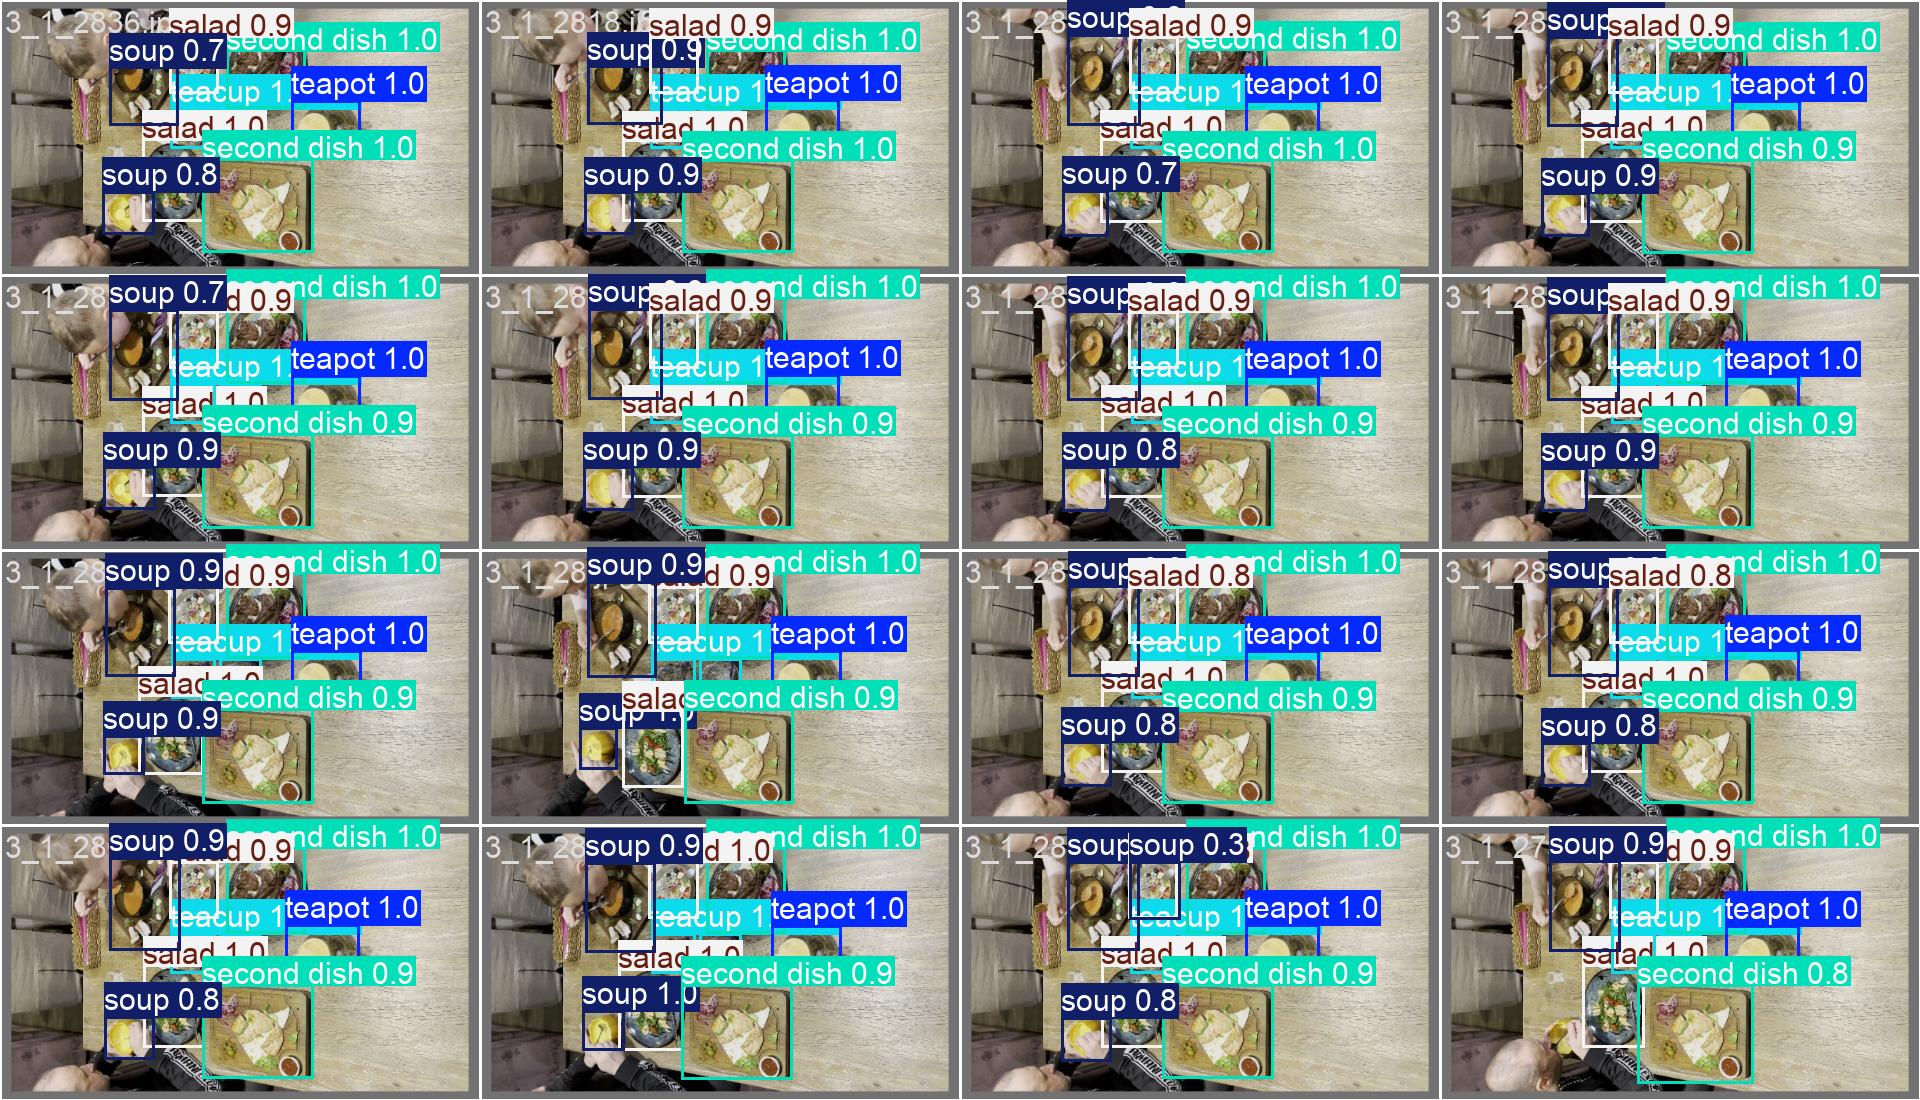 3_1_2836.jp salad 0.9
soup 0.7 second dish 1.0
teacup 1. teapot 1.0
salad 1.0
second dish 1.0
soup 0.8
3_1_2818.jp salad 0.9
soup 0.9 second dish 1.0
teacup 1 teapot 1.0
salad 1.0
second dish 1.0
soup 0.9
3_1_28 soup salad 0.9
second dish 1.0
teacup 1 teapot 1.0
salad 1.0
second dish 1.0
soup 0.7
3_1_28 soup salad 0.9
second dish 1.0
teacup 1. teapot 1.0
salad 1.0
second dish 0.9
soup 0.9
3_1_28 soup 0.7 d 0.9 nd dish 1.0
teacup 1. teapot 1.0
salad 1.0
second dish 0.9
soup 0.9
3_1_28 soup salad 0.9 nd dish 1.0
teacup 1 teapot 1.0
salad 1.0
second dish 0.9
soup 0.9
3_1_28 soup salad 0.9 nd dish 1.0
teacup 1 teapot 1.0
salad 1.0
second dish 0.9
soup 0.8
3_1_28 soup salad 0.9 nd dish 1.0
teacup 1 teapot 1.0
salad 1.0
second dish 0.9
soup 0.9
3_1_28 soup 0.9 d 0.9 second dish 1.0
teacup 1. teapot 1.0
salad 1.0
second dish 0.9
soup 0.9
3_1_28 soup 0.9 d 0.9 second dish 1.0
teacup 1. teapot 1.0
salad second dish 0.9
soup 1.0
3_1_28 soup salad 0.8 second dish 1.0
teacup 1 teapot 1.0
salad 1.0
second dish 0.9
soup 0.8
3_1_28 soup salad 0.8 second dish 1.0
teacup 1 teapot 1.0
salad 1.0
second dish 0.9
soup 0.8
3_1_28 soup 0.9 d 0.9 nd dish 1.0
teacup 1 teapot 1.0
salad 1.0
second dish 0.9
soup 0.8
3_1_28 soup 0.9 d 1.0 second dish 1.0
teacup 1. teapot 1.0
salad 1.0
second dish 0.9
soup 1.0
3_1_28 soup soup 0.3 nd dish 1.0
teacup 1 teapot 1.0
salad 1.0
second dish 0.9
soup 0.8
3_1_27 soup 0.9 d 0.9 second dish 1.0
teacup 1 teapot 1.0
salad 1.0
second dish 0.8